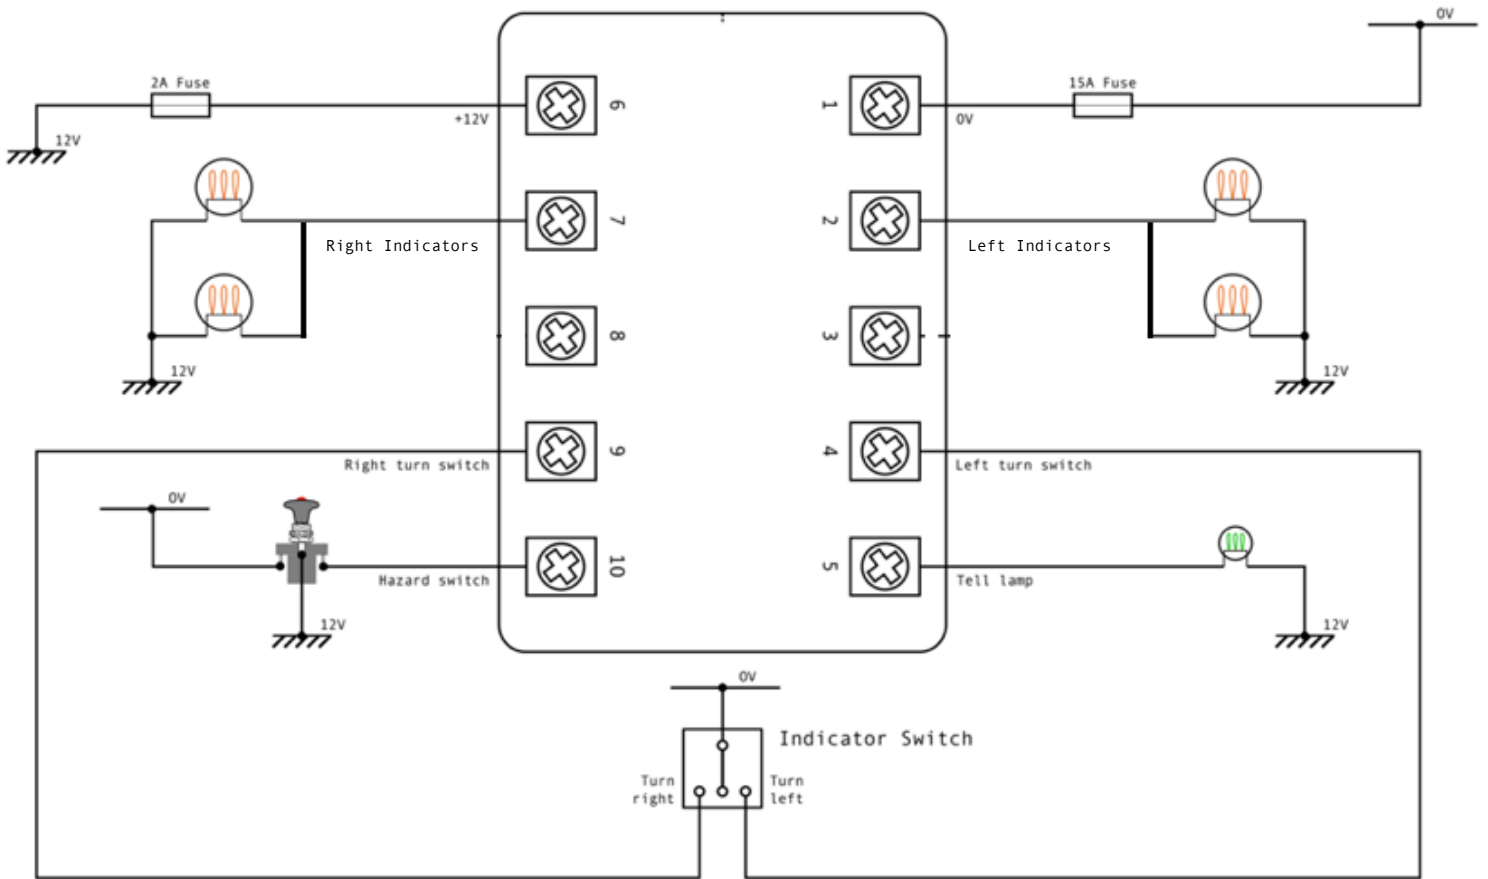 0V
2A Fuse
15A Fuse
+12V
6
1
0V
12V
7
2
Right Indicators
Left Indicators
8
3
12V
12V
9
4
Right turn switch
Left turn switch
0V
10
5
Hazard switch
Tell lamp
12V
12V
0V
Indicator Switch
Turn
right
Turn
left